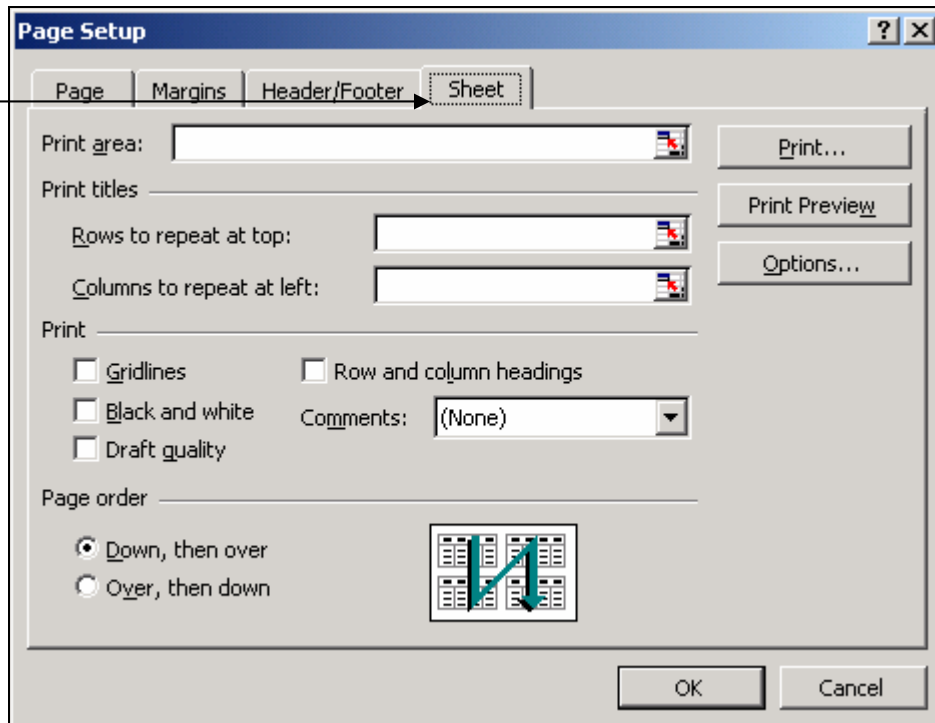 Page Setup
Page Margins Header/Footer Sheet
Print area:
Print...
Print titles
Print Preview
Rows to repeat at top:
Options...
Columns to repeat at left:
Print
Gridlines
Row and column headings
Black and white
Comments: (None)
Draft quality
Page order
Down, then over
Over, then down
OK Cancel